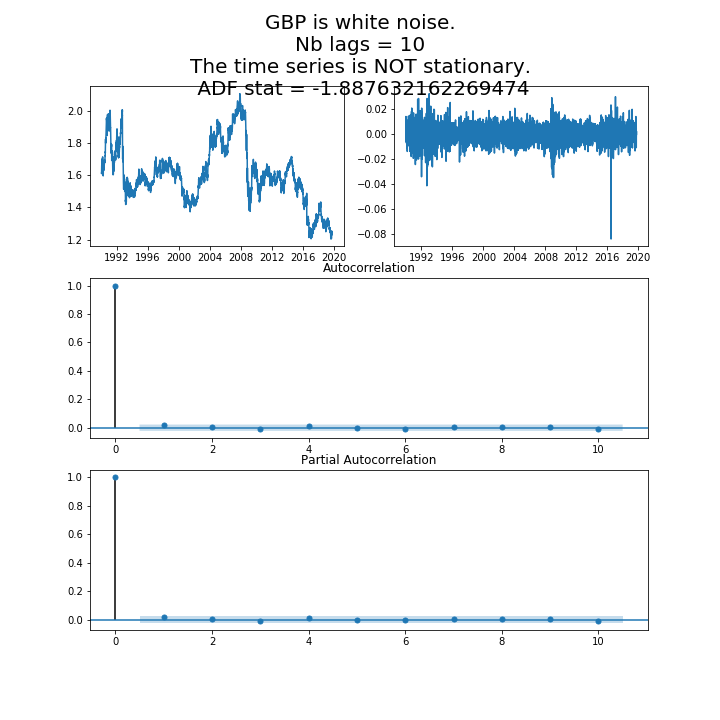 GBP is white noise.
Nb lags = 10
The time series is NOT stationary.
ADF stat = -1.887632162269474
2.0
1.8
1.6
1.4
1.2
1992 1996 2000 2004 2008 2012 2016 2020
0.02
0.00
−0.02
−0.04
−0.06
−0.08
1992 1996 2000 2004 2008 2012 2016 2020
Autocorrelation
1.0
0.8
0.6
0.4
0.2
0.0
0 2 4 6 8 10
Partial Autocorrelation
1.0
0.8
0.6
0.4
0.2
0.0
0 2 4 6 8 10